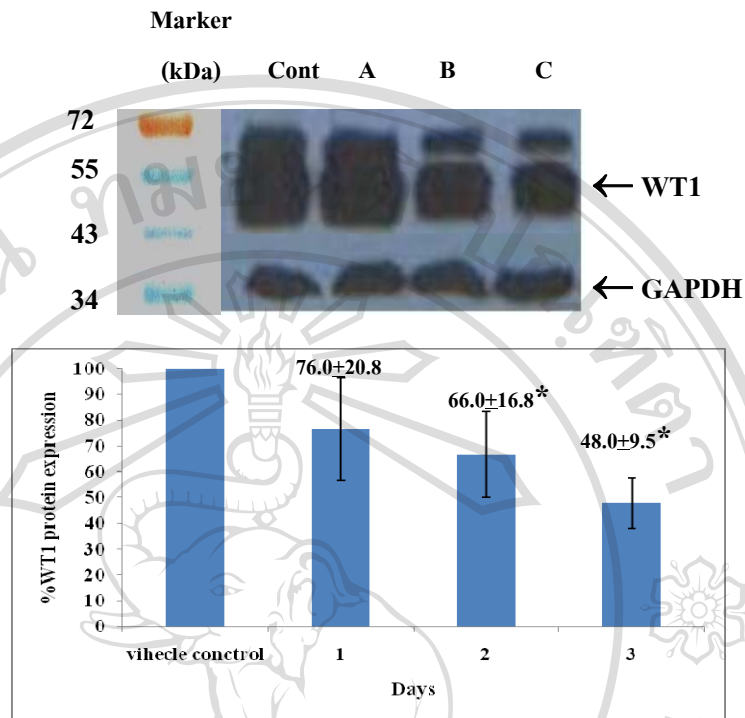 Marker
(kDa) Cont A B C
72
55
← WT1
43
34
← GAPDH
100
90
80
70
60
50
40
30
20
10
0
%WT1 protein expression
76.0±20.8
66.0±16.8*
48.0±9.5*
vihecle conctrol 1 2 3
Days